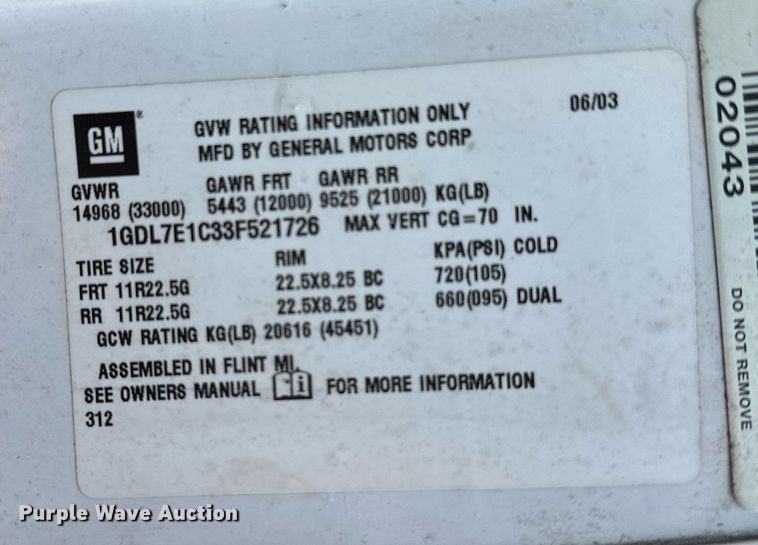 GM ®
GVW RATING INFORMATION ONLY 06/03
MFD BY GENERAL MOTORS CORP
GVWR GAWR FRT GAWR RR
14968 (33000) 5443 (12000) 9525 (21000) KG(LB)
1GDL7E1C33F521726 MAX VERT CG=70 IN.
TIRE SIZE RIM KPA(PSI) COLD
FRT 11R22.5G 22.5X8.25 BC 720(105)
RR 11R22.5G 22.5X8.25 BC 660(095) DUAL
GCW RATING KG(LB) 20616 (45451)
ASSEMBLED IN FLINT MI.
SEE OWNERS MANUAL i FOR MORE INFORMATION
312
02043
DO NOT REMOVE
Purple Wave Auction